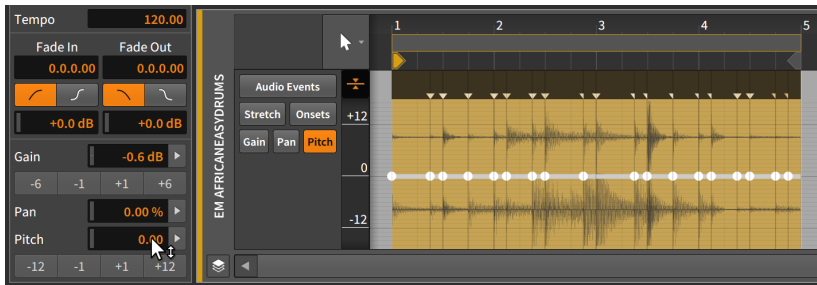 Tempo 120.00
Fade In Fade Out
0.0.0.00 0.0.0.00
+0.0 dB +0.0 dB
Gain -0.6 dB
-6 -1 +1 +6
Pan 0.00 %
Pitch 0.00
-12 -1 +1 +12
EM AFRICANEASYDRUMS
Audio Events
Stretch Onsets
Gain Pan Pitch
1 2 3 4 5
+12
0
-12